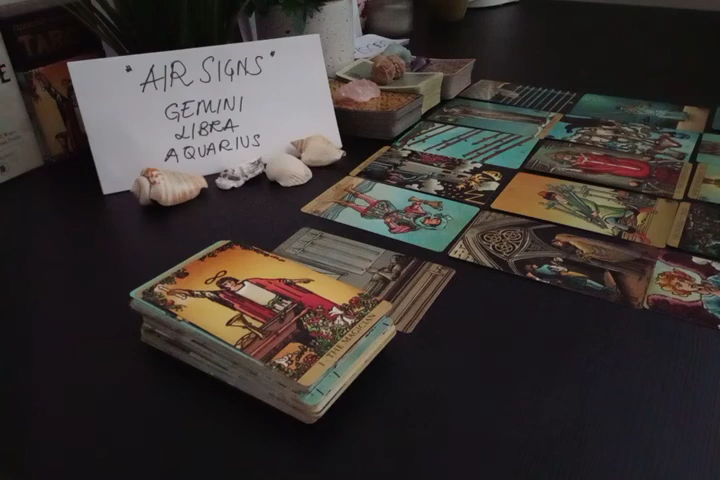 " AIR SIGNS "
GEMINI
LIBRA
AQUARIUS
I THE MAGICIAN